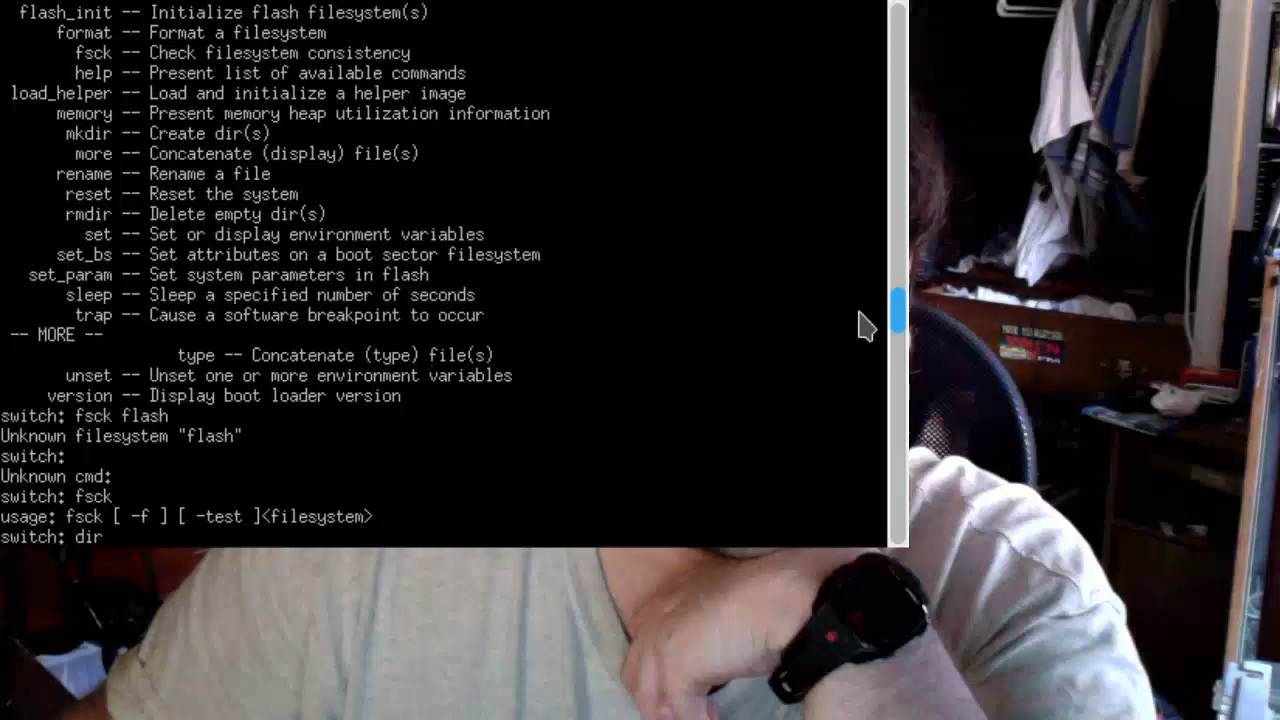 flash_init -- Initialize flash filesystem(s)
format -- Format a filesystem
fsck -- Check filesystem consistency
help -- Present list of available commands
load_helper -- Load and initialize a helper image
memory -- Present memory heap utilization information
mkdir -- Create dir(s)
more -- Concatenate (display) file(s)
rename -- Rename a file
reset -- Reset the system
rmdir -- Delete empty dir(s)
set -- Set or display environment variables
set_bs -- Set attributes on a boot sector filesystem
set_param -- Set system parameters in flash
sleep -- Sleep a specified number of seconds
trap -- Cause a software breakpoint to occur
-- MORE --
type -- Concatenate (type) file(s)
unset -- Unset one or more environment variables
version -- Display boot loader version
switch: fsck flash
Unknown filesystem "flash"
switch:
Unknown cmd:
switch: fsck
usage: fsck [ -f ] [ -test ]<filesystem>
switch: dir